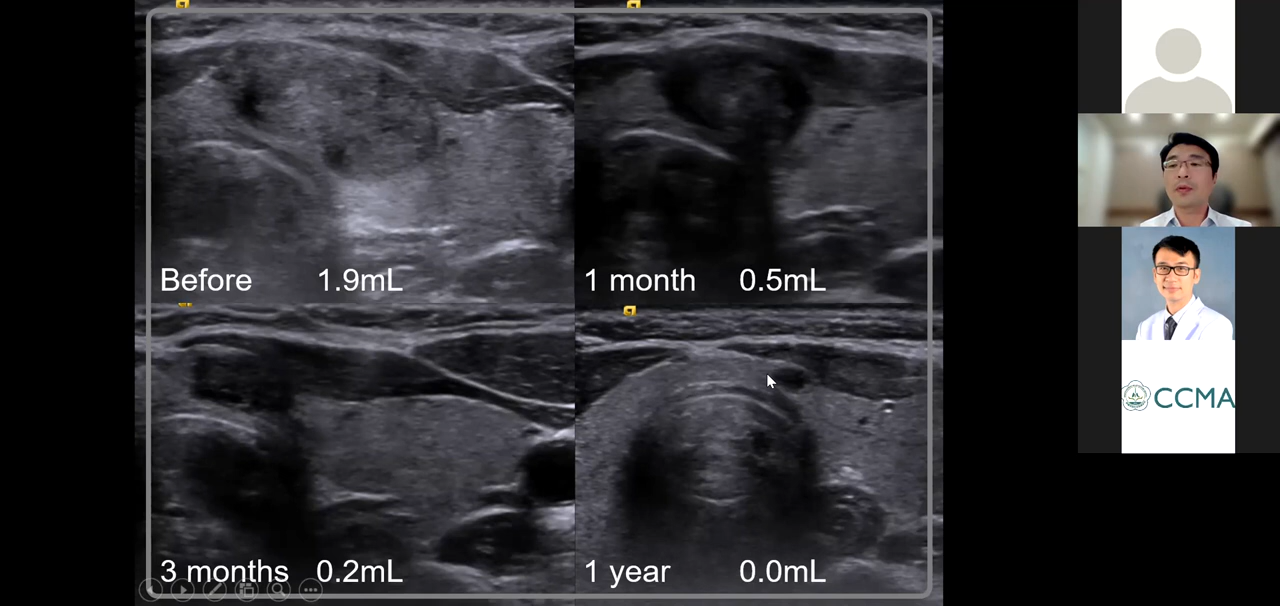 Before 1.9mL
1 month 0.5mL
3 months 0.2mL
1 year 0.0mL
CCMA